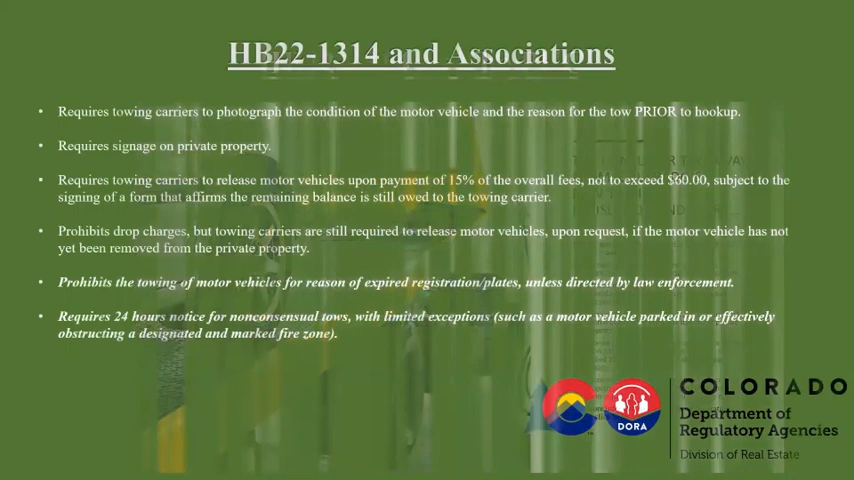 HB22-1314 and Associations
• Requires towing carriers to photograph the condition of the motor vehicle and the reason for the tow PRIOR to hookup.
• Requires signage on private property.
• Requires towing carriers to release motor vehicles upon payment of 15% of the overall fees, not to exceed $60.00, subject to the
signing of a form that affirms the remaining balance is still owed to the towing carrier.
• Prohibits drop charges, but towing carriers are still required to release motor vehicles, upon request, if the motor vehicle has not
yet been removed from the private property.
• Prohibits the towing of motor vehicles for reason of expired registration/plates, unless directed by law enforcement.
• Requires 24 hours notice for nonconsensual tows, with limited exceptions (such as a motor vehicle parked in or effectively
obstructing a designated and marked fire zone).
DORA
COLORADO
Department of
Regulatory Agencies
Division of Real Estate